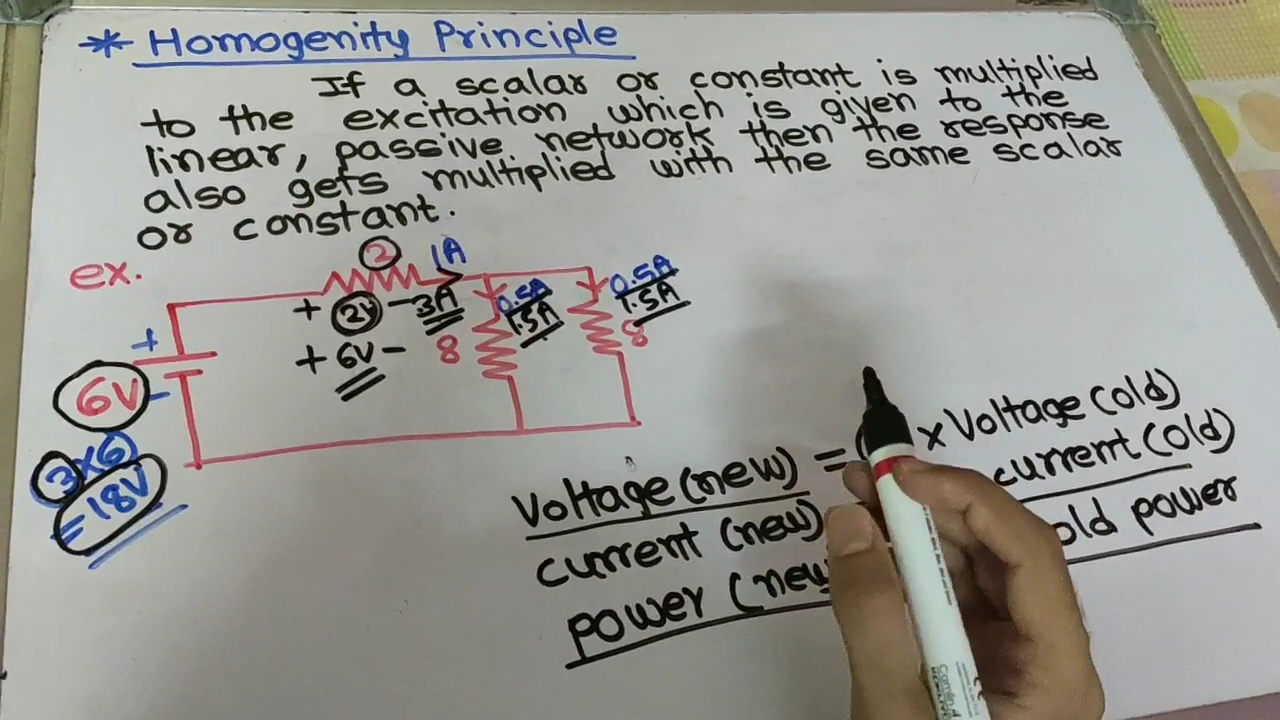 * Homogenity Principle
If a scalar or constant is multiplied
to the excitation which is given to the
linear, passive network then the response
also gets multiplied with the same scalar
or constant.
ex.
2 1A
+ 2V - 3A 0.5A 1.5A 0.5A 1.5A
+ 6V - 8 8
+
6V
-
3×6
= 18V
Voltage (new) = × Voltage (old)
current (new) current (old)
power (new old power
Camlin